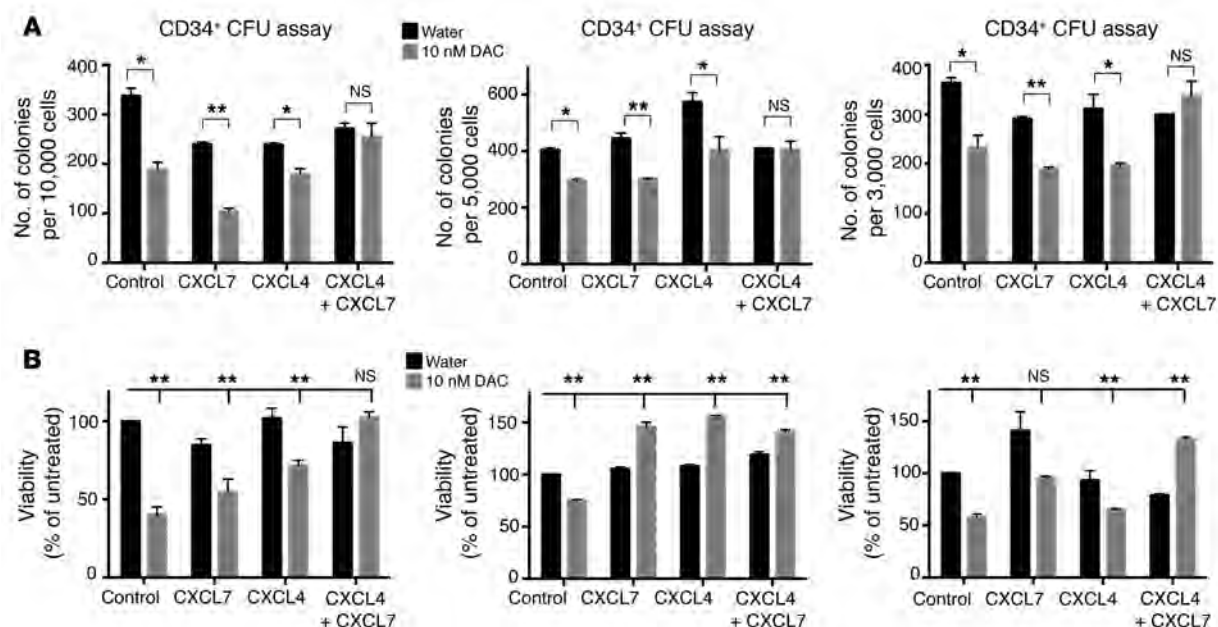 A
CD34+ CFU assay
No. of colonies
per 10,000 cells
400
300
200
100
0
*
**
*
NS
Control
CXCL7
CXCL4
CXCL4
+ CXCL7
Water
10 nM DAC
CD34+ CFU assay
No. of colonies
per 5,000 cells
600
400
200
0
*
**
*
NS
Control
CXCL7
CXCL4
CXCL4
+ CXCL7
CD34+ CFU assay
No. of colonies
per 3,000 cells
400
300
200
100
0
*
**
*
NS
Control
CXCL7
CXCL4
CXCL4
+ CXCL7
B
Viability
(% of untreated)
100
50
0
**
**
**
NS
Control
CXCL7
CXCL4
CXCL4
+ CXCL7
Water
10 nM DAC
Viability
(% of untreated)
150
100
50
0
**
**
**
**
Control
CXCL7
CXCL4
CXCL4
+ CXCL7
Viability
(% of untreated)
150
100
50
0
**
NS
**
**
Control
CXCL7
CXCL4
CXCL4
+ CXCL7